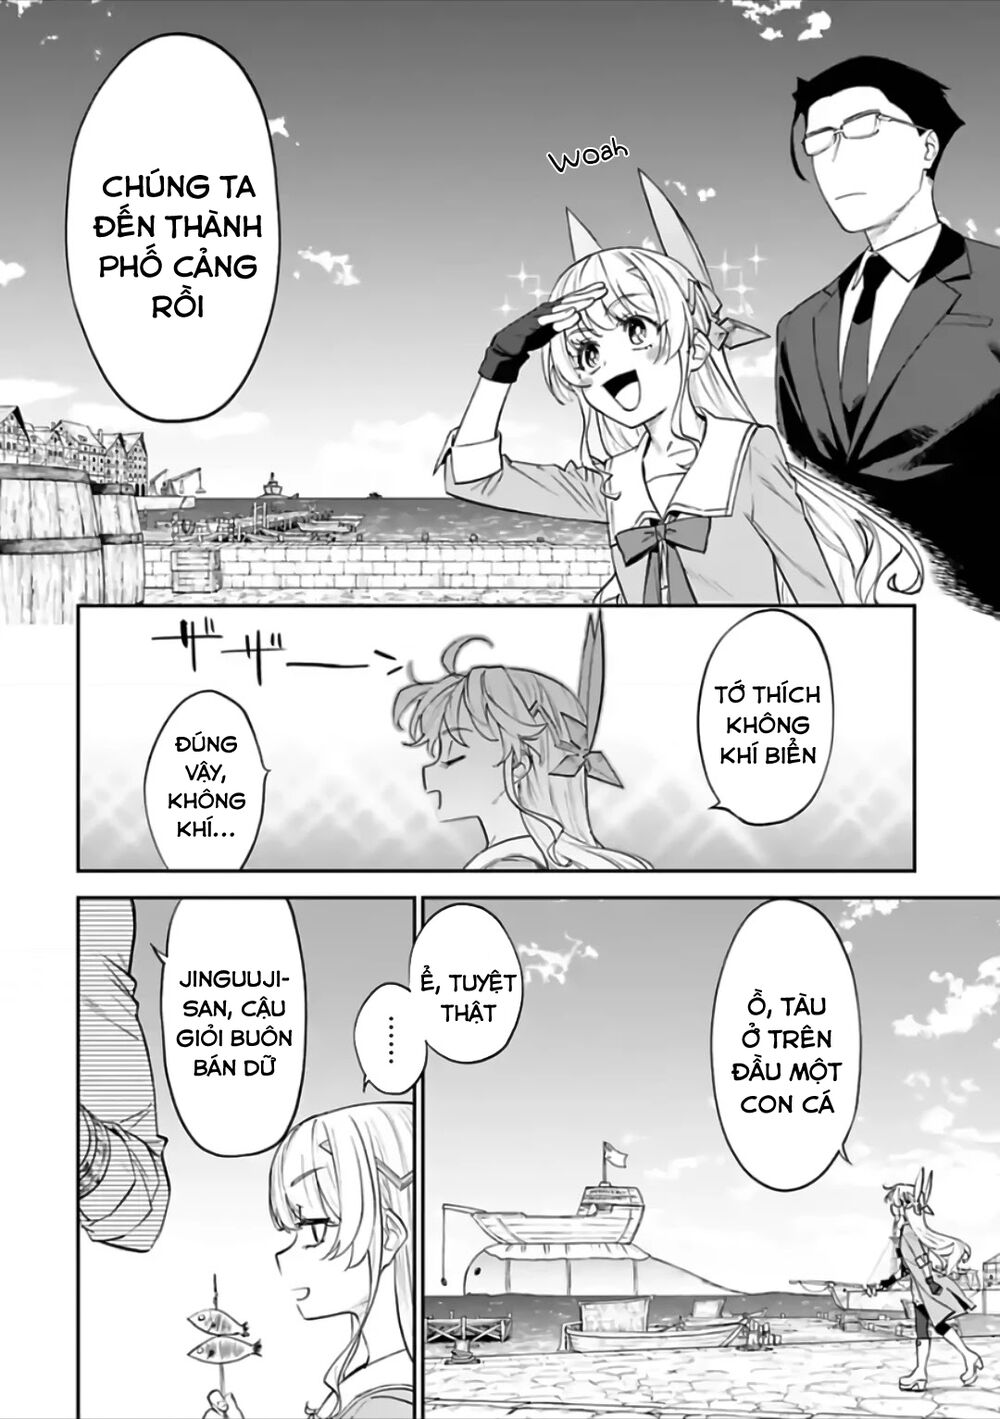 Woah
CHÚNG TA
ĐẾN THÀNH
PHỐ CẢNG
RỒI
TỚ THÍCH
KHÔNG
KHÍ BIỂN
ザザーー
ĐÚNG
VẬY,
KHÔNG
KHÍ...
Ồ, TÀU
Ở TRÊN
ĐẦU MỘT
CON CÁ
Ể, TUYỆT
THẬT
......
JINGUUJI-
SAN, CẬU
GIỎI BUÔN
BÁN DỮ